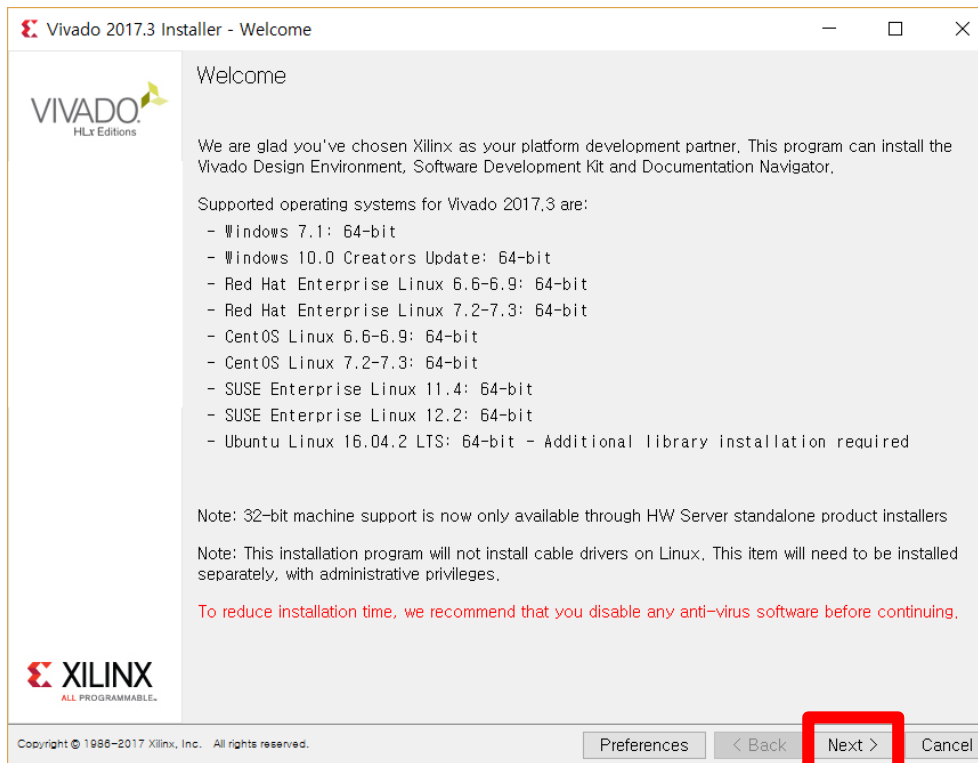 Vivado 2017.3 Installer - Welcome
VIVADO.
HLx Editions
Welcome
We are glad you've chosen Xilinx as your platform development partner. This program can install the
Vivado Design Environment, Software Development Kit and Documentation Navigator.
Supported operating systems for Vivado 2017.3 are:
- Windows 7.1: 64-bit
- Windows 10.0 Creators Update: 64-bit
- Red Hat Enterprise Linux 6.6-6.9: 64-bit
- Red Hat Enterprise Linux 7.2-7.3: 64-bit
- CentOS Linux 6.6-6.9: 64-bit
- CentOS Linux 7.2-7.3: 64-bit
- SUSE Enterprise Linux 11.4: 64-bit
- SUSE Enterprise Linux 12.2: 64-bit
- Ubuntu Linux 16.04.2 LTS: 64-bit - Additional library installation required
Note: 32-bit machine support is now only available through HW Server standalone product installers
Note: This installation program will not install cable drivers on Linux. This item will need to be installed
separately, with administrative privileges.
To reduce installation time, we recommend that you disable any anti-virus software before continuing.
XILINX
ALL PROGRAMMABLE.
Copyright © 1986-2017 Xilinx, Inc. All rights reserved.
Preferences
< Back
Next >
Cancel